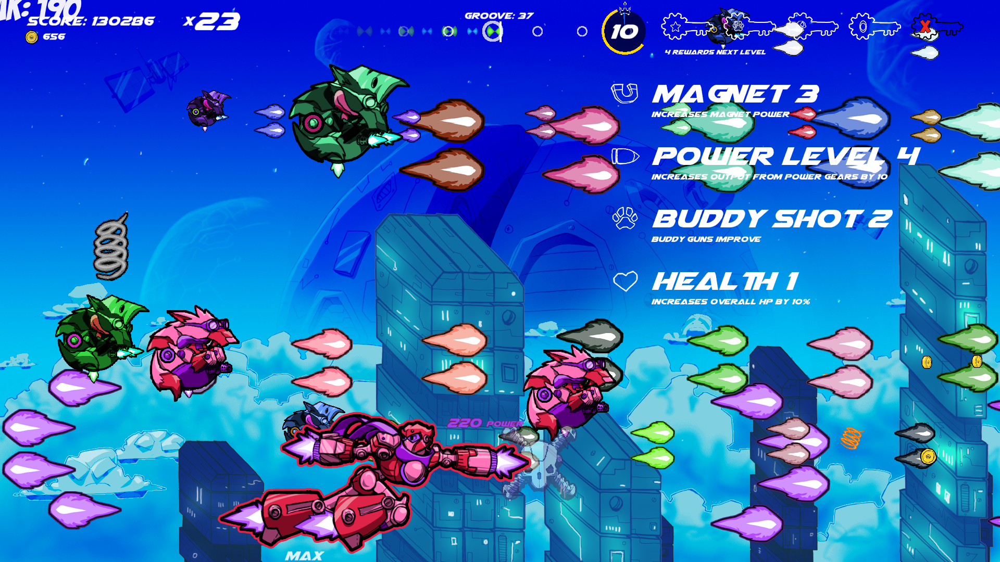 SCORE: 130286
x23
656
GROOVE: 37
10
4 REWARDS NEXT LEVEL
MAGNET 3
INCREASES MAGNET POWER
POWER LEVEL 4
INCREASES OUTPUT FROM POWER GEARS BY 10
BUDDY SHOT 2
BUDDY GUNS IMPROVE
HEALTH 1
INCREASES OVERALL HP BY 10%
220 POWER
MAX